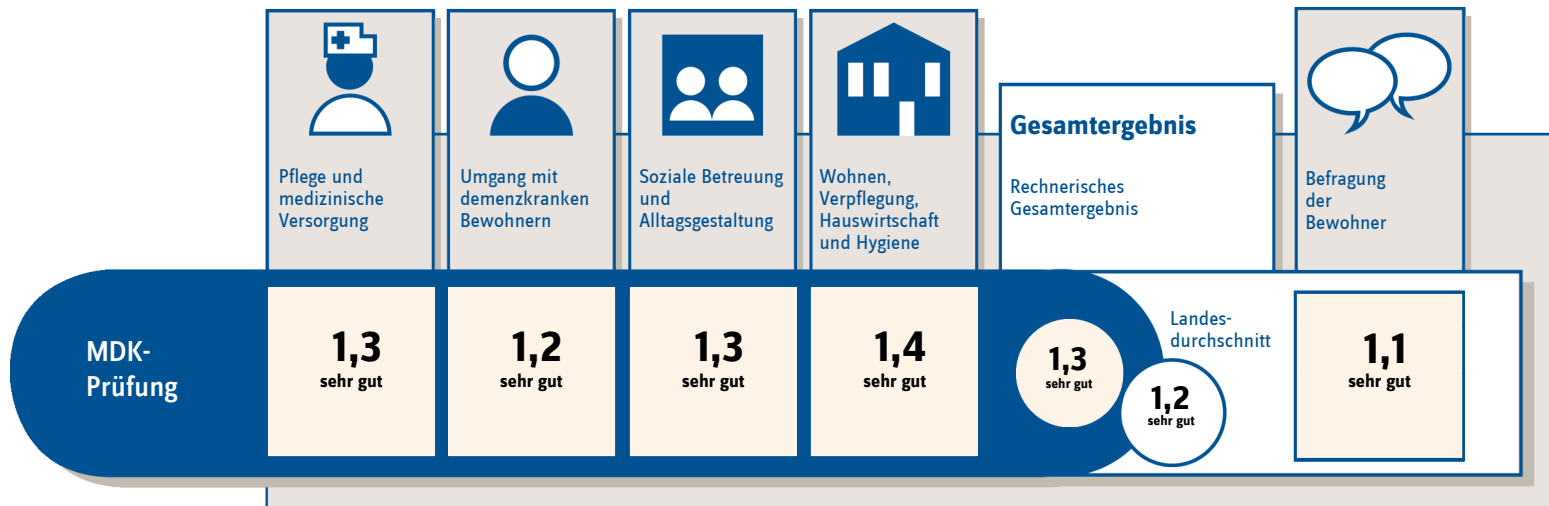 Pflege und
medizinische
Versorgung
Umgang mit
demenzkranken
Bewohnern
Soziale Betreuung
und
Alltagsgestaltung
Wohnen,
Verpflegung,
Hauswirtschaft
und Hygiene
Gesamtergebnis
Rechnerisches
Gesamtergebnis
Befragung
der
Bewohner
MDK-
Prüfung
1,3
sehr gut
1,2
sehr gut
1,3
sehr gut
1,4
sehr gut
1,3
sehr gut
Landes-
durchschnitt
1,2
sehr gut
1,1
sehr gut